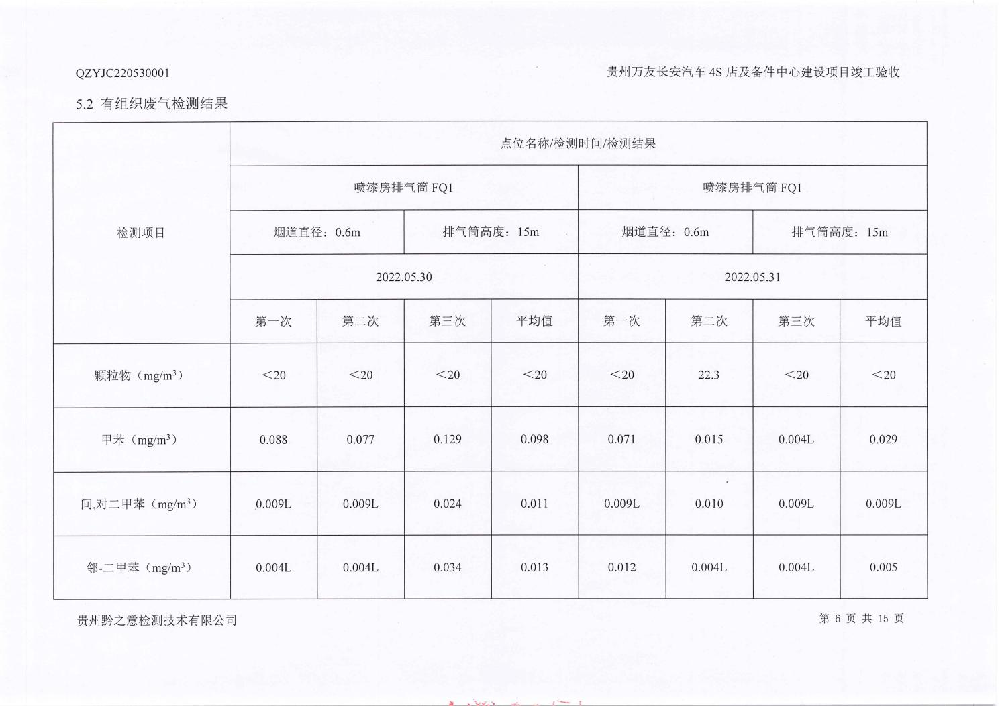 QZYJC220530001
贵州万友长安汽车 4S 店及备件中心建设项目竣工验收
5.2 有组织废气检测结果
检测项目
点位名称/检测时间/检测结果
喷漆房排气筒 FQ1 喷漆房排气筒 FQ1
烟道直径：0.6m 排气筒高度：15m 烟道直径：0.6m 排气筒高度：15m
2022.05.30 2022.05.31
第一次 第二次 第三次 平均值 第一次 第二次 第三次 平均值
颗粒物（mg/m³） ＜20 ＜20 ＜20 ＜20 ＜20 22.3 ＜20 ＜20
甲苯（mg/m³） 0.088 0.077 0.129 0.098 0.071 0.015 0.004L 0.029
间,对二甲苯（mg/m³） 0.009L 0.009L 0.024 0.011 0.009L 0.010 0.009L 0.009L
邻-二甲苯（mg/m³） 0.004L 0.004L 0.034 0.013 0.012 0.004L 0.004L 0.005
贵州黔之意检测技术有限公司
第 6 页 共 15 页